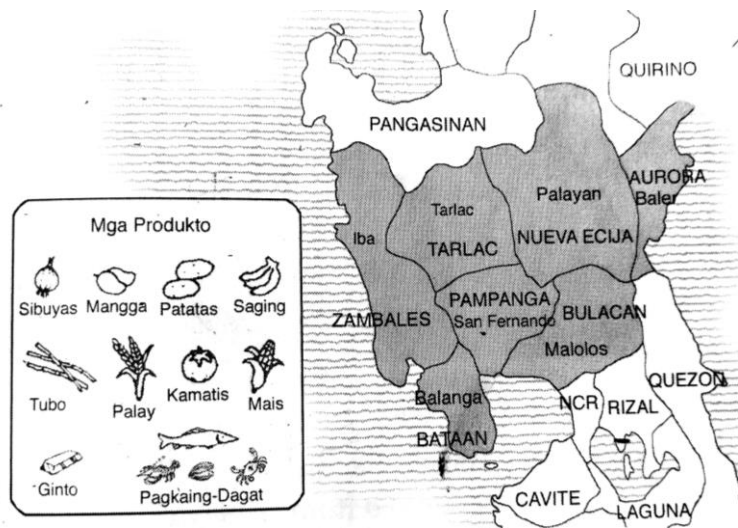 Mga Produkto
Sibuyas Mangga Patatas Saging
Tubo Palay Kamatis Mais
Ginto Pagkaing-Dagat
QUIRINO
PANGASINAN
AURORA
Baler
Palayan
NUEVA ECIJA
Tarlac
TARLAC
Iba
ZAMBALES
PAMPANGA
San Fernando
BULACAN
Malolos
Balanga
BATAAN
NCR
RIZAL
QUEZON
CAVITE
LAGUNA